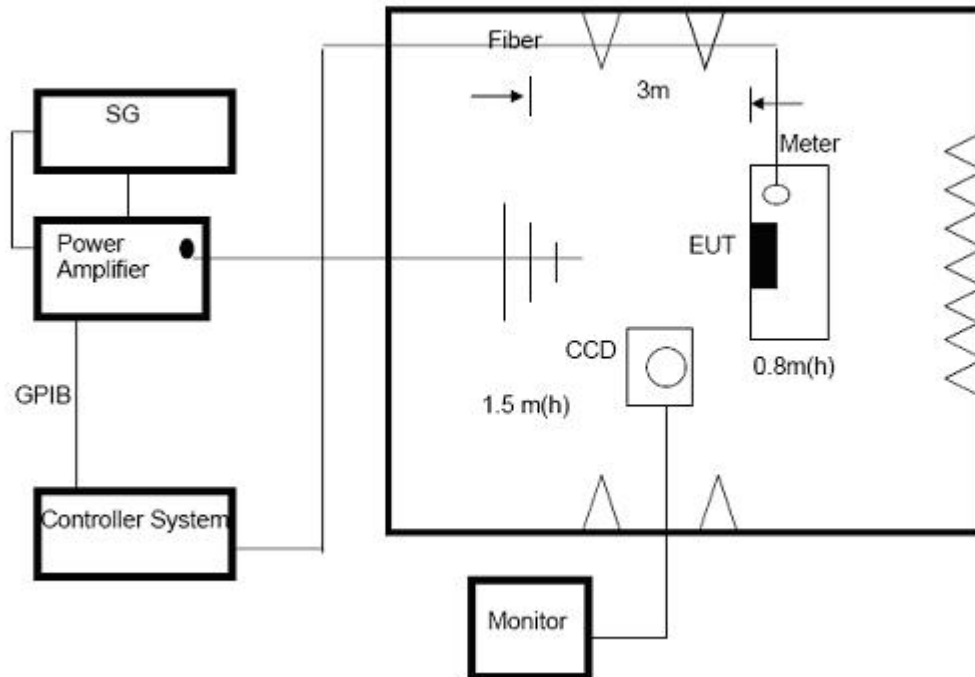 Fiber
SG
3m
Meter
Power
Amplifier
EUT
CCD
0.8m(h)
GPIB
1.5 m(h)
Controller System
Monitor